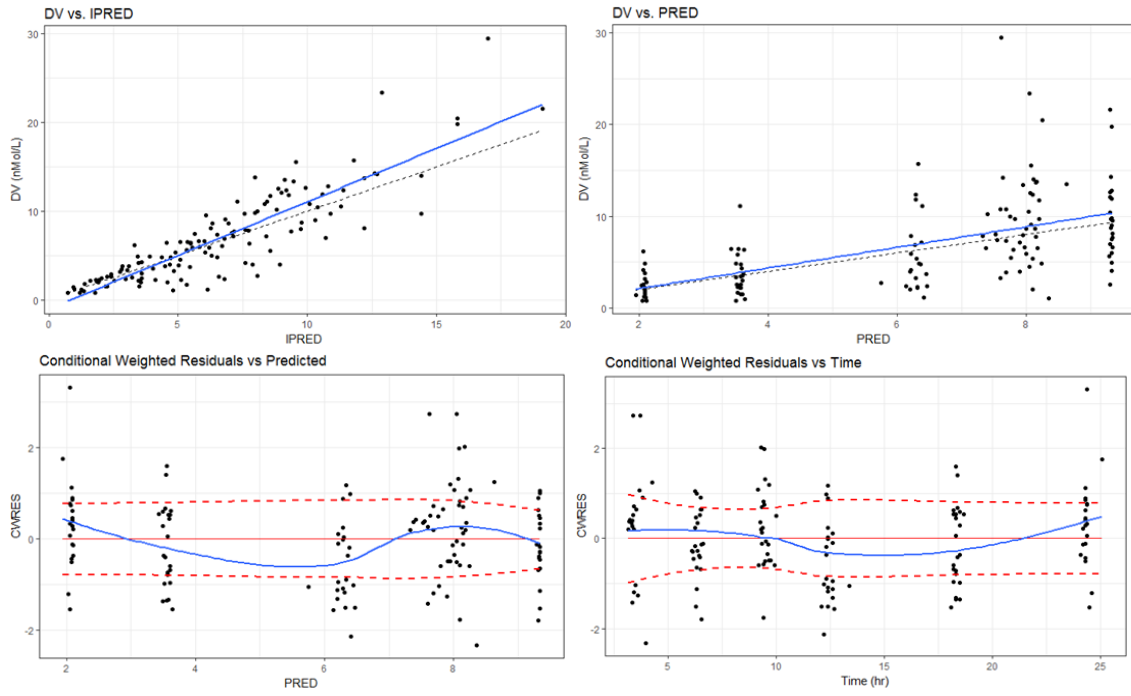 DV vs. IPRED
30
20
10
0
DV (nMol/L)
0 5 10 15 20
IPRED
DV vs. PRED
30
20
10
0
DV (nMol/L)
2 4 6 8
PRED
Conditional Weighted Residuals vs Predicted
2
0
-2
CWRES
2 4 6 8
PRED
Conditional Weighted Residuals vs Time
2
0
-2
CWRES
5 10 15 20 25
Time (hr)